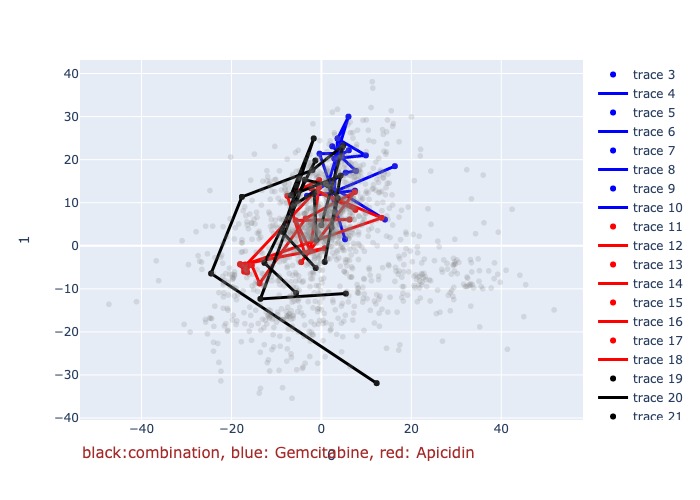 40
30
20
10
0
−10
−20
−30
−40
1
−40
−20
0
20
40
0
black:combination, blue: Gemcitabine, red: Apicidin
trace 3
trace 4
trace 5
trace 6
trace 7
trace 8
trace 9
trace 10
trace 11
trace 12
trace 13
trace 14
trace 15
trace 16
trace 17
trace 18
trace 19
trace 20
trace 21